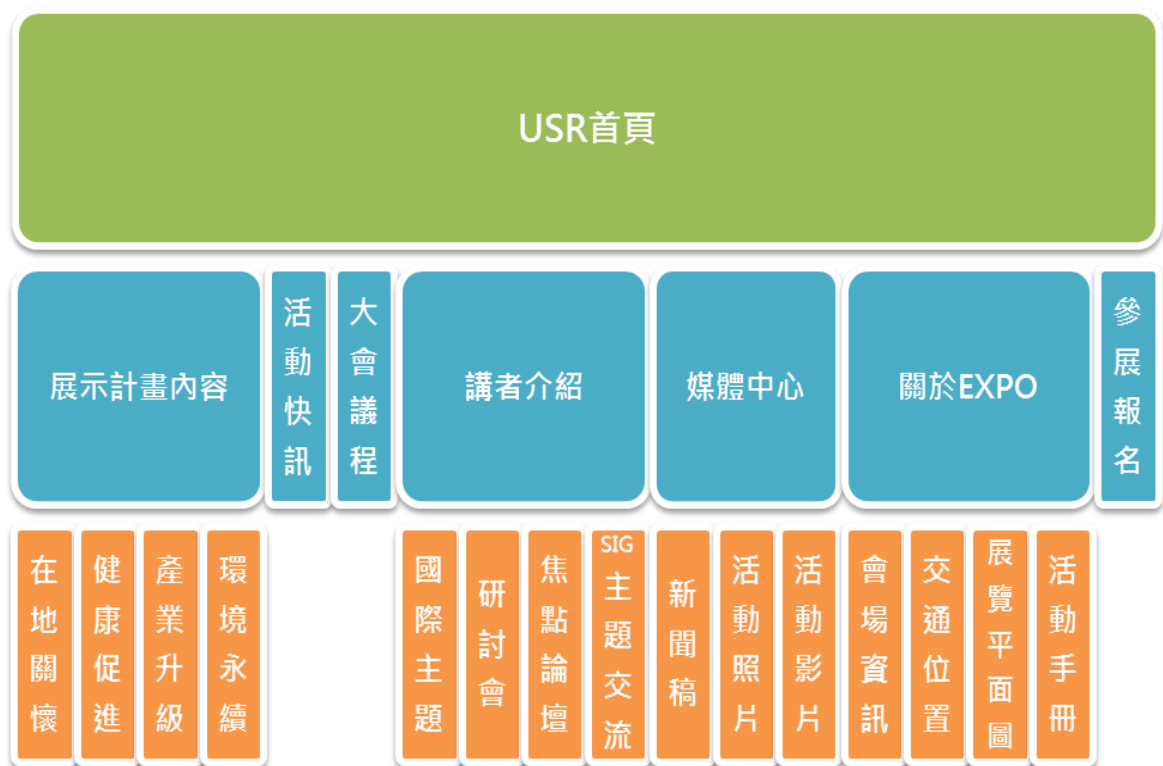 USR首頁
展示計畫內容
活動快訊
大會議程
講者介紹
媒體中心
關於EXPO
參展報名
在地關懷
健康促進
產業升級
環境永續
國際主題
研討會
焦點論壇
SIG主題交流
新聞稿
活動照片
活動影片
會場資訊
交通位置
展覽平面圖
活動手冊